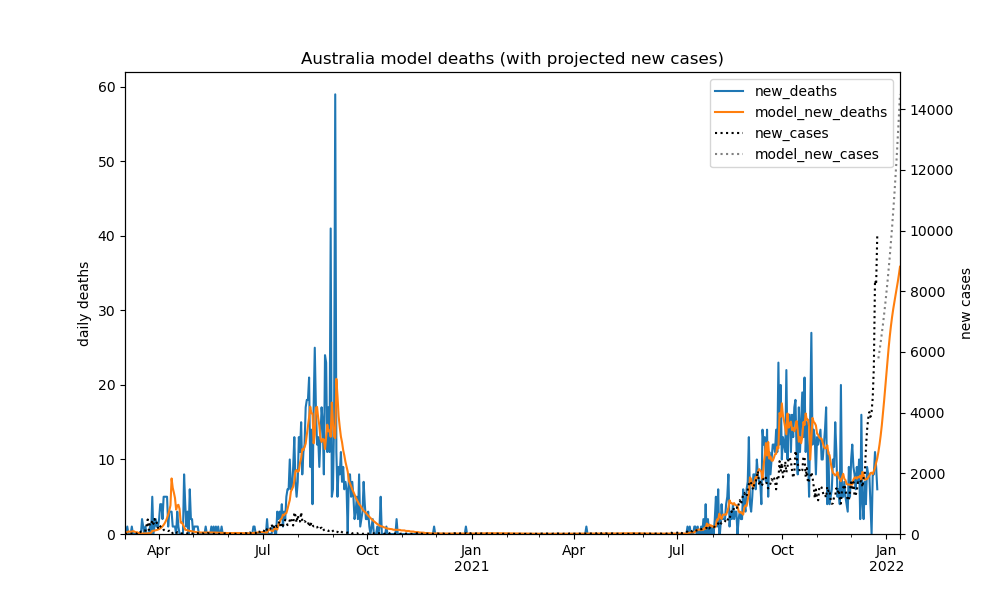 Australia model deaths (with projected new cases)
new_deaths
model_new_deaths
new_cases
model_new_cases
daily deaths
60
50
40
30
20
10
0
new cases
14000
12000
10000
8000
6000
4000
2000
0
Apr
Jul
Oct
Jan
2021
Apr
Jul
Oct
Jan
2022